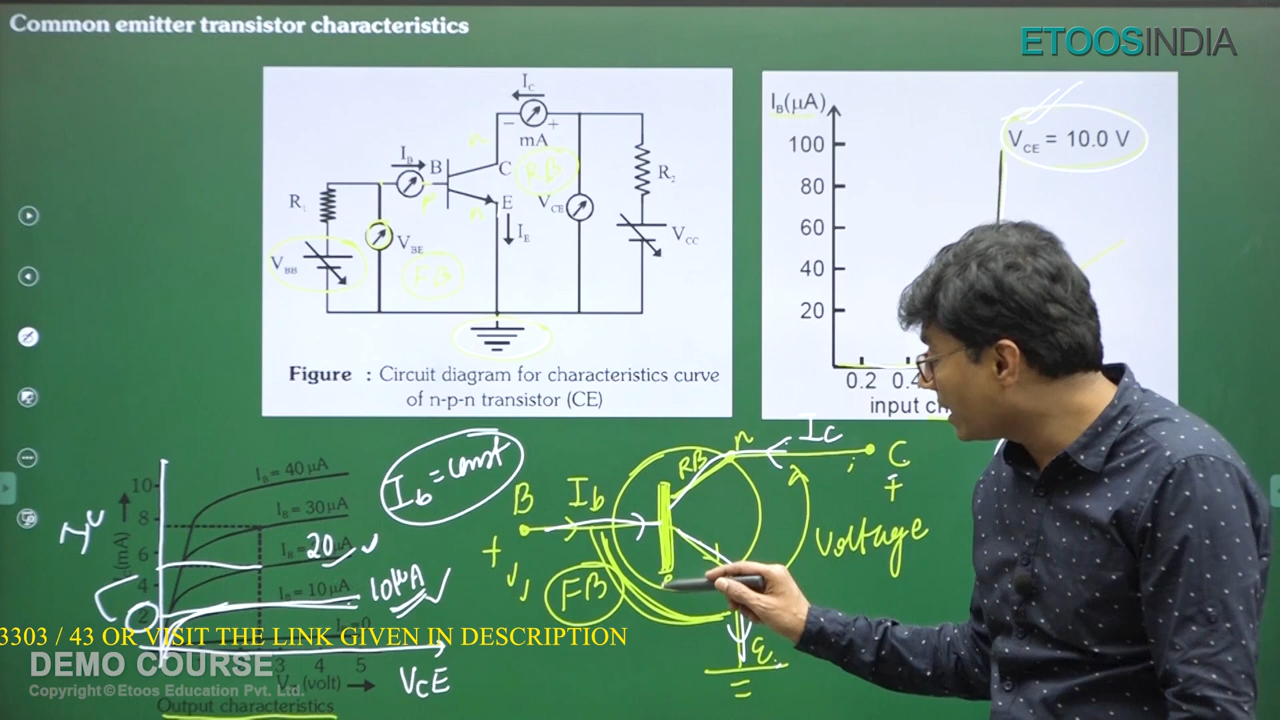 Common emitter transistor characteristics
ETOOSINDIA
I_C
mA
− +
n
I_B B
C
RB
R_1
p
n
E
V_CE
R_2
V_BE
I_E
V_CC
V_BB
FB
Figure : Circuit diagram for characteristics curve
of n-p-n transistor (CE)
I_B(μA)
V_CE = 10.0 V
100
80
60
40
20
0.2 0.4
input ch
I_b = const
I_B = 40 μA
10
I_B = 30 μA
8
I_B = 20 μA
6
4
I_B = 10 μA
10μA
2
(mA)
B
I_b
+
FB
RB
n
I_C
C
+
Voltage
E
3303 / 43 OR VISIT THE LINK GIVEN IN DESCRIPTION
DEMO COURSE
3 4 5
(volt)
V_CE
Copyright © Etoos Education Pvt. Ltd.
Output characteristics